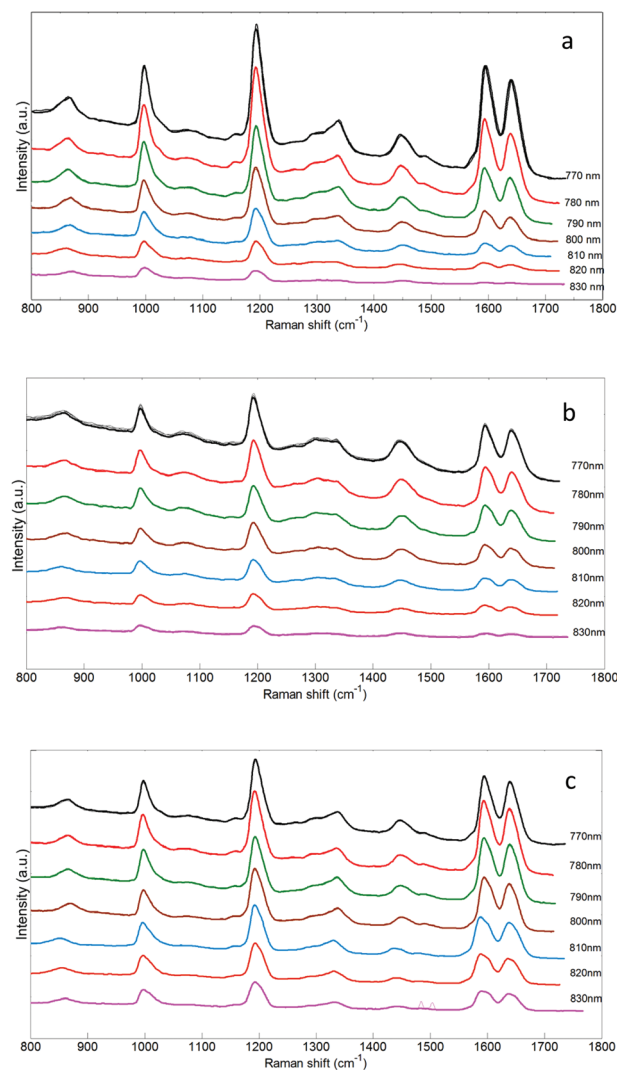 a
Intensity (a.u.)
770 nm
780 nm
790 nm
800 nm
810 nm
820 nm
830 nm
800 900 1000 1100 1200 1300 1400 1500 1600 1700 1800
Raman shift (cm⁻¹)
b
Intensity (a.u.)
770nm
780nm
790nm
800nm
810nm
820nm
830nm
800 900 1000 1100 1200 1300 1400 1500 1600 1700 1800
Raman shift (cm⁻¹)
c
Intensity (a.u.)
770nm
780nm
790nm
800nm
810nm
820nm
830nm
800 900 1000 1100 1200 1300 1400 1500 1600 1700 1800
Raman shift (cm⁻¹)